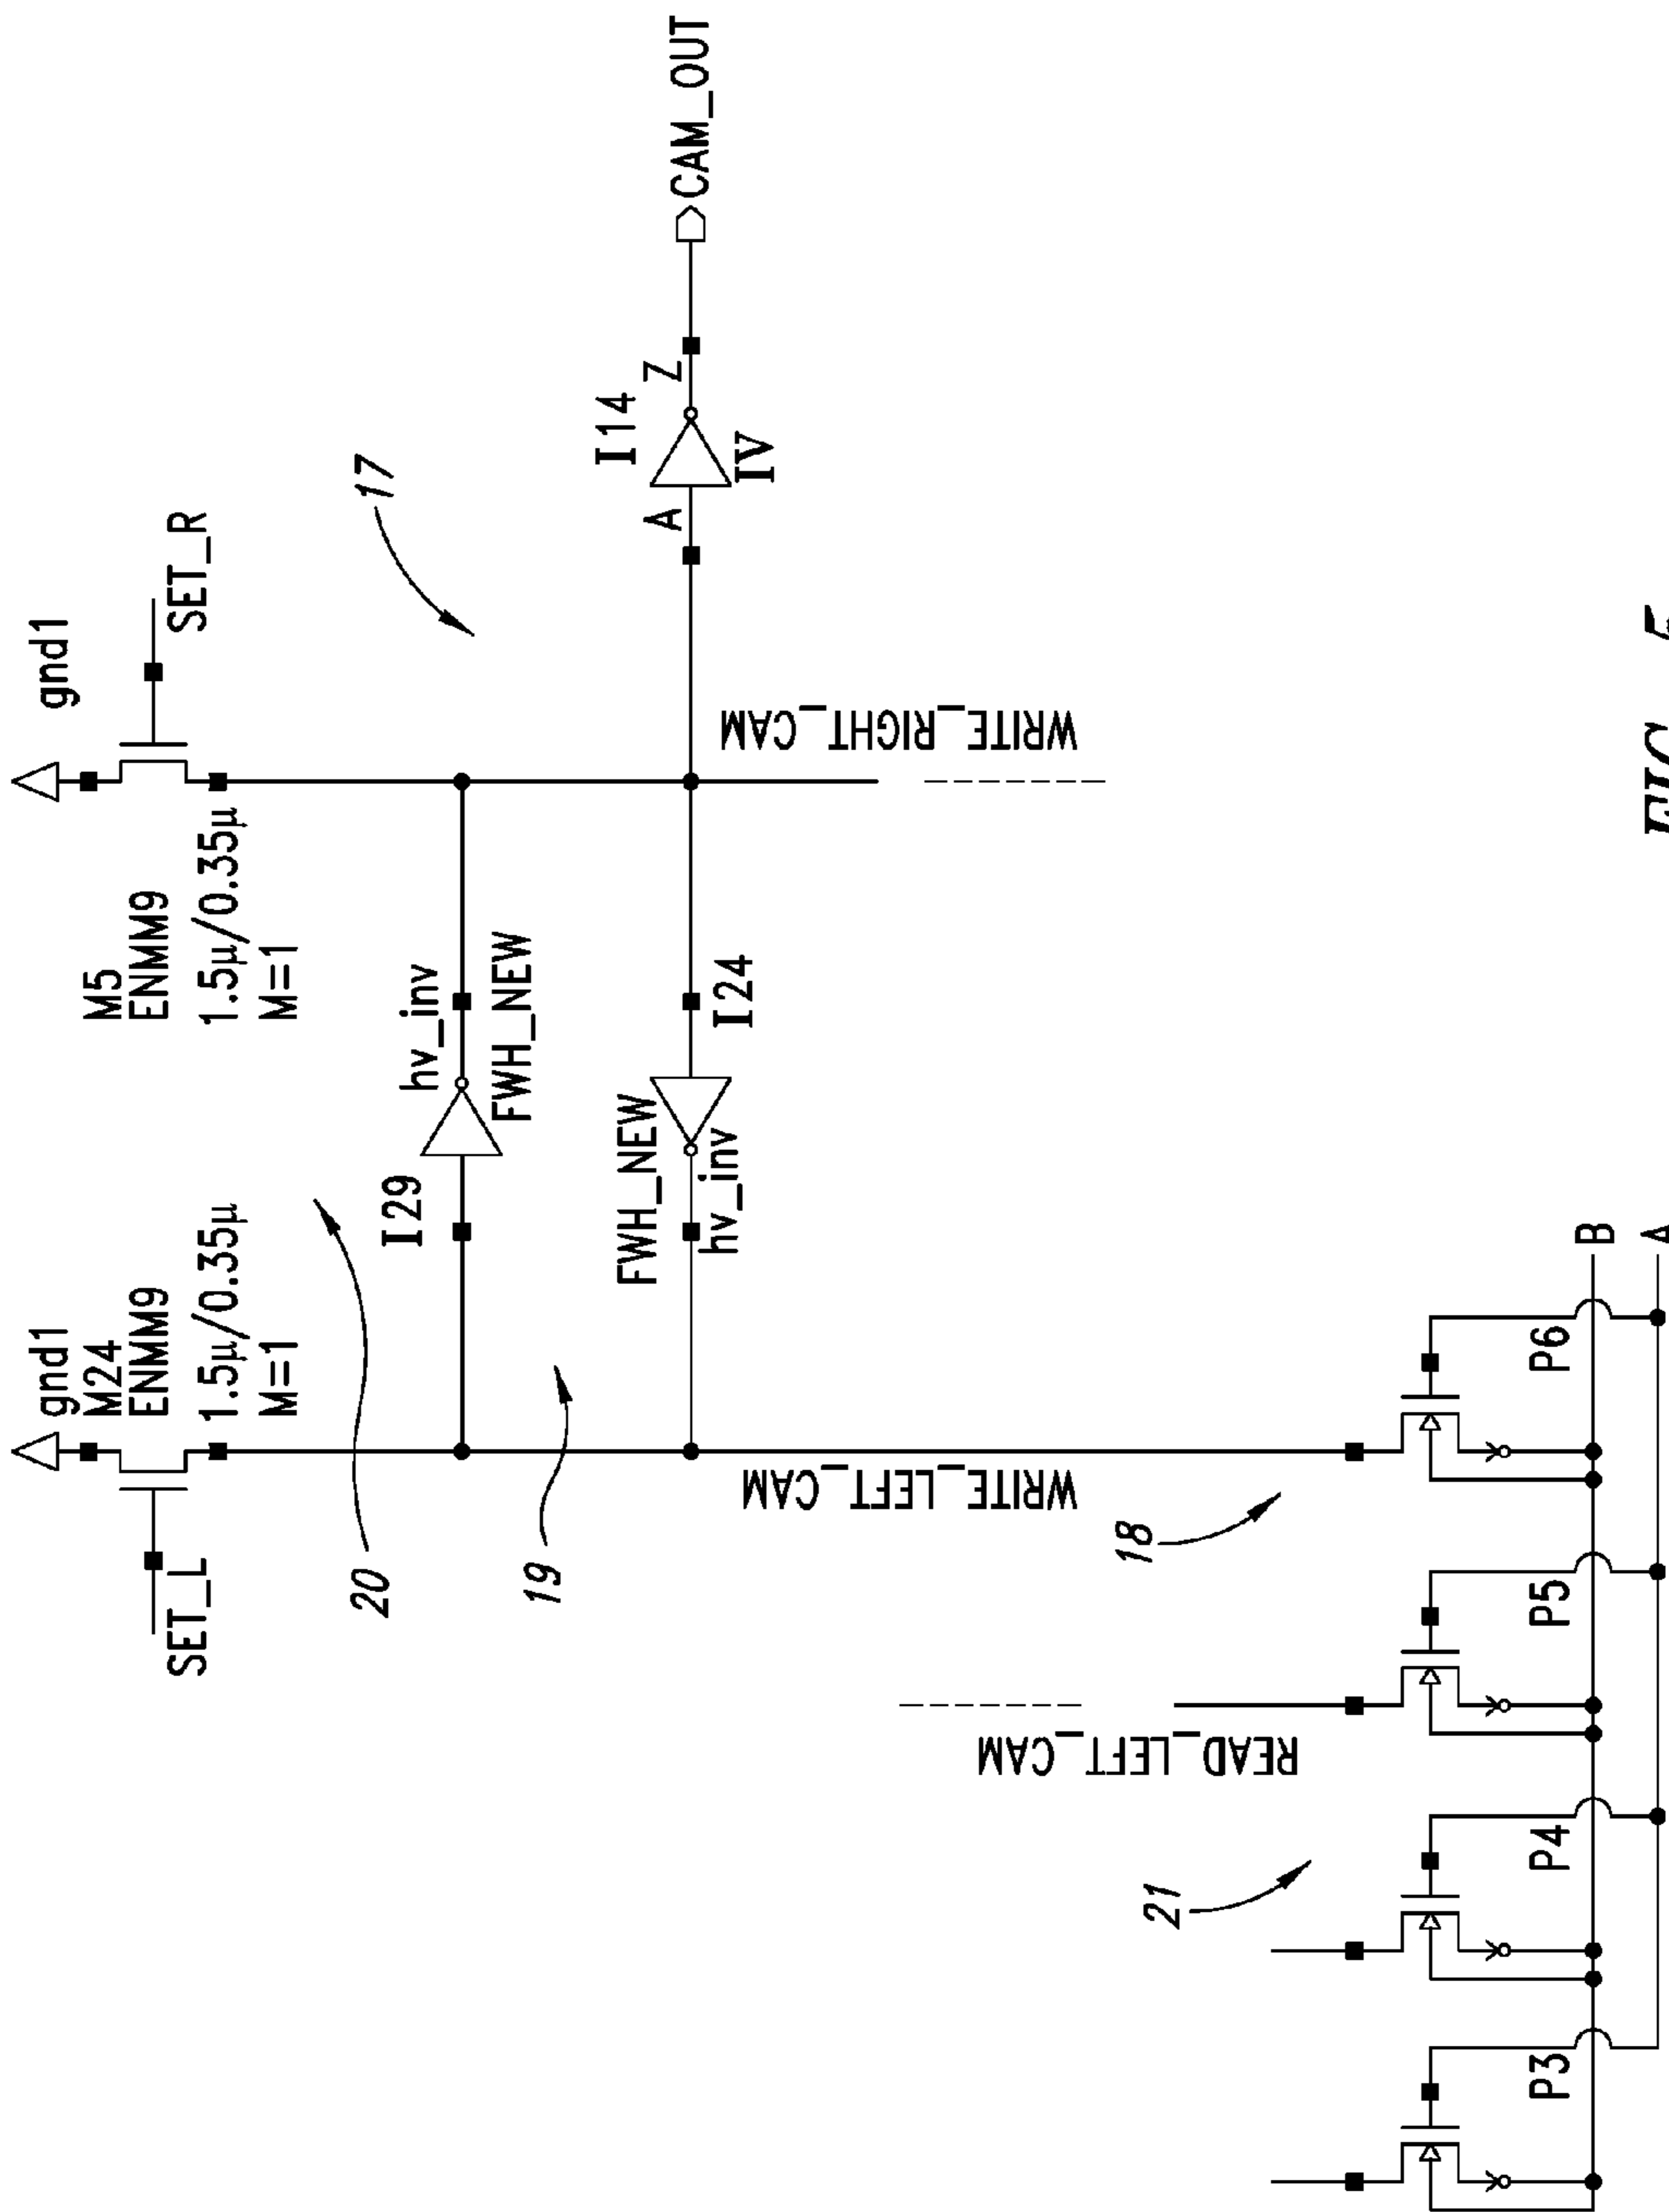 gnd1
M24
ENMM9
1.5μ/0.35μ
M=1
SET_L
gnd1
M5
ENMM9
1.5μ/0.35μ
M=1
SET_R
20
19
17
I29
hv_inv
FWH_NEW
FWH_NEW
hv_inv
I24
I14
A
Z
IV
CAM_OUT
WRITE_LEFT_CAM
WRITE_RIGHT_CAM
READ_LEFT_CAM
18
21
P3
P4
P5
P6
B
A
FIG. 5